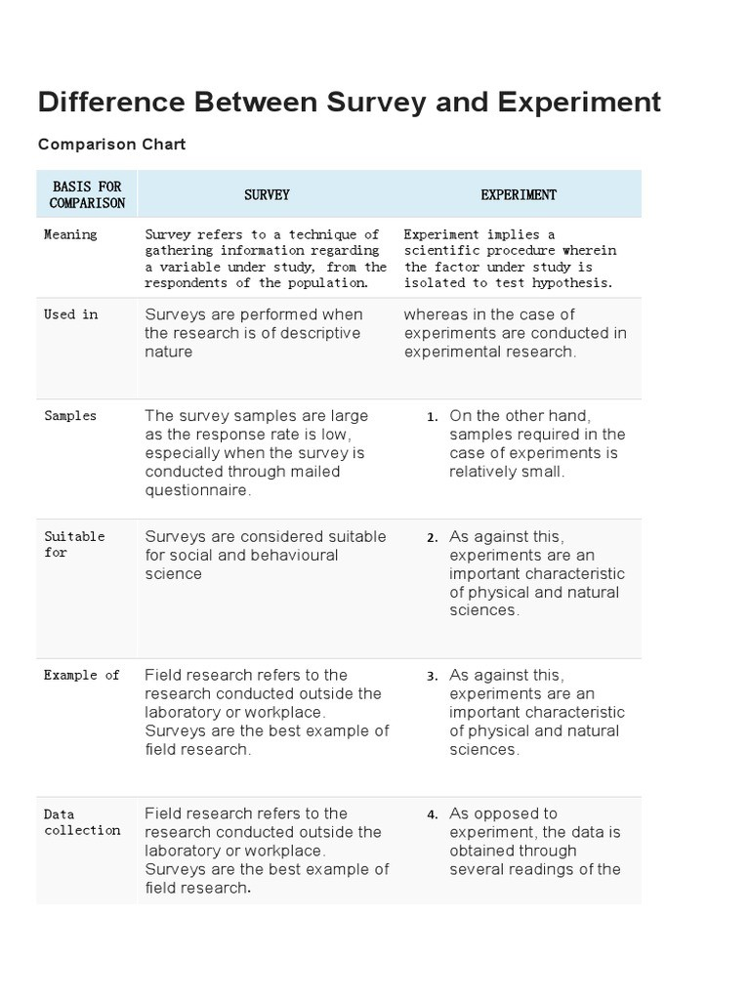 Difference Between Survey and Experiment
Comparison Chart
BASIS FOR
COMPARISON
SURVEY
EXPERIMENT
Meaning
Survey refers to a technique of
gathering information regarding
a variable under study, from the
respondents of the population.
Experiment implies a
scientific procedure wherein
the factor under study is
isolated to test hypothesis.
Used in
Surveys are performed when
the research is of descriptive
nature
whereas in the case of
experiments are conducted in
experimental research.
Samples
The survey samples are large
as the response rate is low,
especially when the survey is
conducted through mailed
questionnaire.
1. On the other hand,
samples required in the
case of experiments is
relatively small.
Suitable
for
Surveys are considered suitable
for social and behavioural
science
2. As against this,
experiments are an
important characteristic
of physical and natural
sciences.
Example of
Field research refers to the
research conducted outside the
laboratory or workplace.
Surveys are the best example of
field research.
3. As against this,
experiments are an
important characteristic
of physical and natural
sciences.
Data
collection
Field research refers to the
research conducted outside the
laboratory or workplace.
Surveys are the best example of
field research.
4. As opposed to
experiment, the data is
obtained through
several readings of the